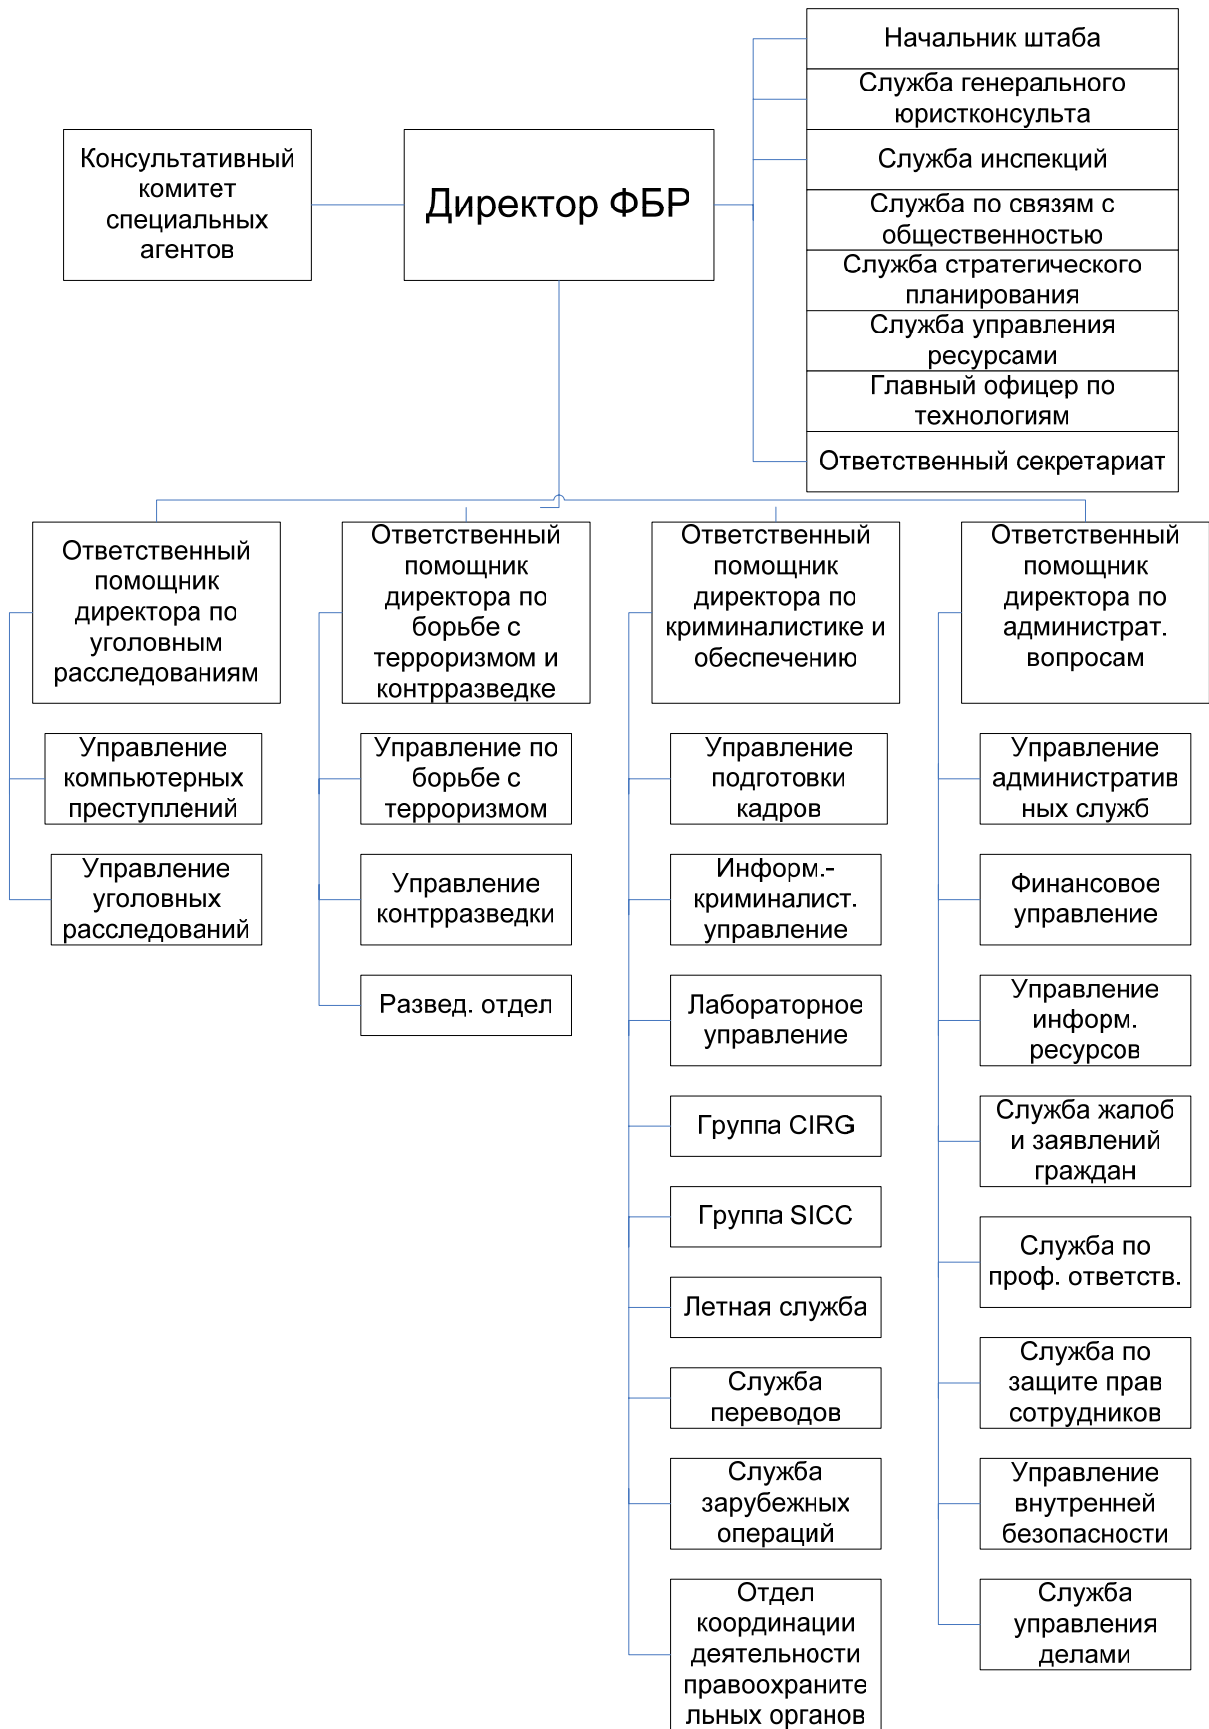 Начальник штаба
Служба генерального
юристконсульта
Служба инспекций
Служба по связям с
общественностью
Служба стратегического
планирования
Служба управления
ресурсами
Главный офицер по
технологиям
Ответственный секретариат
Консультативный
комитет
специальных
агентов
Директор ФБР
Ответственный
помощник
директора по
уголовным
расследованиям
Управление
компьютерных
преступлений
Управление
уголовных
расследований
Ответственный
помощник
директора по
борьбе с
терроризмом и
контрразведке
Управление по
борьбе с
терроризмом
Управление
контрразведки
Развед. отдел
Ответственный
помощник
директора по
криминалистике и
обеспечению
Управление
подготовки
кадров
Информ.-
криминалист.
управление
Лабораторное
управление
Группа CIRG
Группа SICC
Летная служба
Служба
переводов
Служба
зарубежных
операций
Отдел
координации
деятельности
правоохраните
льных органов
Ответственный
помощник
директора по
администрат.
вопросам
Управление
административ
ных служб
Финансовое
управление
Управление
информ.
ресурсов
Служба жалоб
и заявлений
граждан
Служба по
проф. ответств.
Служба по
защите прав
сотрудников
Управление
внутренней
безопасности
Служба
управления
делами